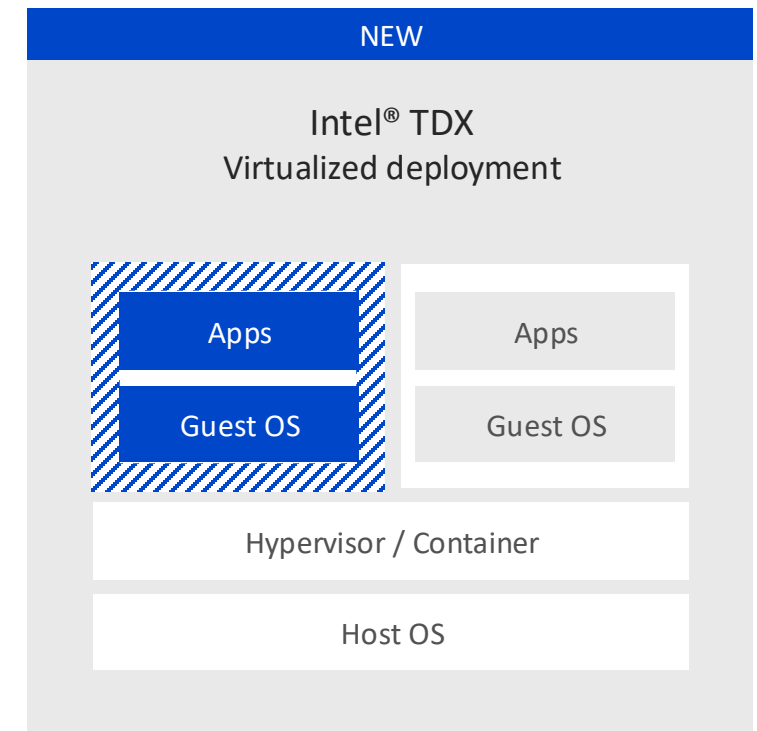 NEW
Intel® TDX
Virtualized deployment
Apps
Guest OS
Apps
Guest OS
Hypervisor / Container
Host OS